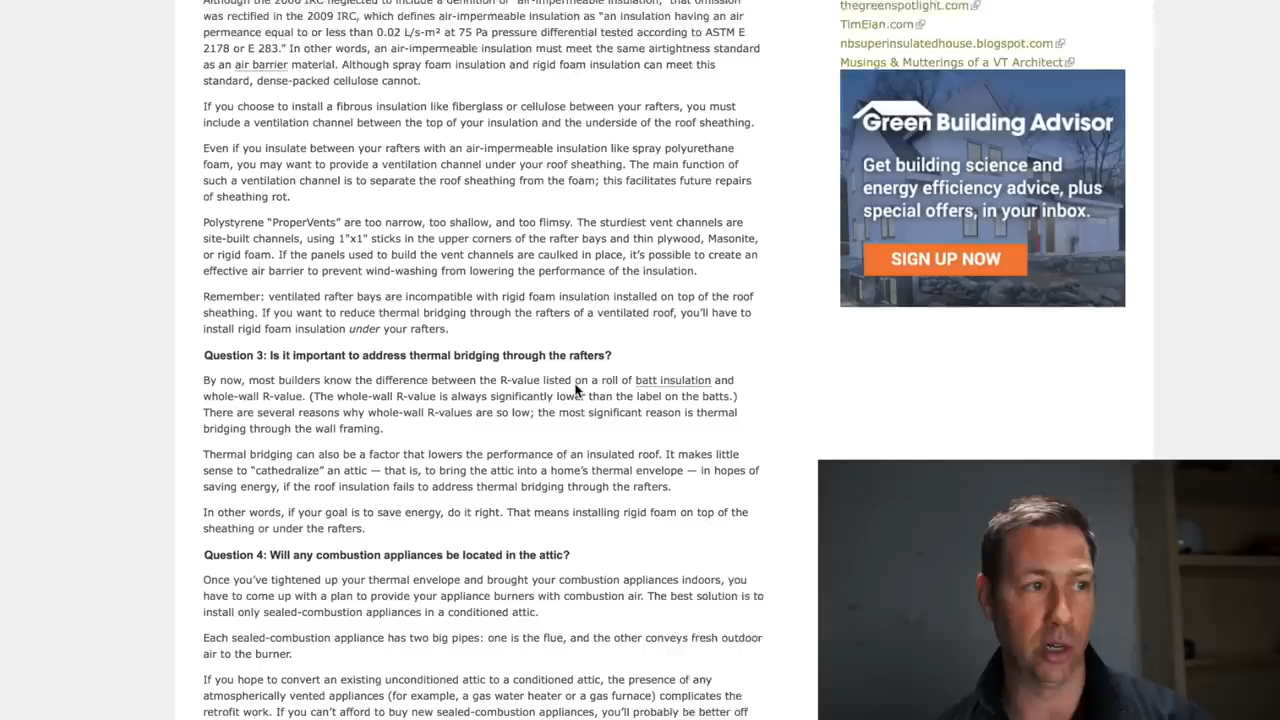 Although the 2006 IRC neglected to include a definition of “air-impermeable insulation,” that omission
was rectified in the 2009 IRC, which defines air-impermeable insulation as “an insulation having an air
permeance equal to or less than 0.02 L/s-m² at 75 Pa pressure differential tested according to ASTM E
2178 or E 283.” In other words, an air-impermeable insulation must meet the same airtightness standard
as an air barrier material. Although spray foam insulation and rigid foam insulation can meet this
standard, dense-packed cellulose cannot.
If you choose to install a fibrous insulation like fiberglass or cellulose between your rafters, you must
include a ventilation channel between the top of your insulation and the underside of the roof sheathing.
Even if you insulate between your rafters with an air-impermeable insulation like spray polyurethane
foam, you may want to provide a ventilation channel under your roof sheathing. The main function of
such a ventilation channel is to separate the roof sheathing from the foam; this facilitates future repairs
of sheathing rot.
Polystyrene “ProperVents” are too narrow, too shallow, and too flimsy. The sturdiest vent channels are
site-built channels, using 1"x1" sticks in the upper corners of the rafter bays and thin plywood, Masonite,
or rigid foam. If the panels used to build the vent channels are caulked in place, it’s possible to create an
effective air barrier to prevent wind-washing from lowering the performance of the insulation.
Remember: ventilated rafter bays are incompatible with rigid foam insulation installed on top of the roof
sheathing. If you want to reduce thermal bridging through the rafters of a ventilated roof, you’ll have to
install rigid foam insulation under your rafters.
Question 3: Is it important to address thermal bridging through the rafters?
By now, most builders know the difference between the R-value listed on a roll of batt insulation and
whole-wall R-value. (The whole-wall R-value is always significantly lower than the label on the batts.)
There are several reasons why whole-wall R-values are so low; the most significant reason is thermal
bridging through the wall framing.
Thermal bridging can also be a factor that lowers the performance of an insulated roof. It makes little
sense to “cathedralize” an attic — that is, to bring the attic into a home’s thermal envelope — in hopes of
saving energy, if the roof insulation fails to address thermal bridging through the rafters.
In other words, if your goal is to save energy, do it right. That means installing rigid foam on top of the
sheathing or under the rafters.
Question 4: Will any combustion appliances be located in the attic?
Once you’ve tightened up your thermal envelope and brought your combustion appliances indoors, you
have to come up with a plan to provide your appliance burners with combustion air. The best solution is to
install only sealed-combustion appliances in a conditioned attic.
Each sealed-combustion appliance has two big pipes: one is the flue, and the other conveys fresh outdoor
air to the burner.
If you hope to convert an existing unconditioned attic to a conditioned attic, the presence of any
atmospherically vented appliances (for example, a gas water heater or a gas furnace) complicates the
retrofit work. If you can’t afford to buy new sealed-combustion appliances, you’ll probably be better off
thegreenspotlight.com
TimEian.com
nbsuperinsulatedhouse.blogspot.com
Musings & Mutterings of a VT Architect
Green Building Advisor
Get building science and
energy efficiency advice, plus
special offers, in your inbox.
SIGN UP NOW